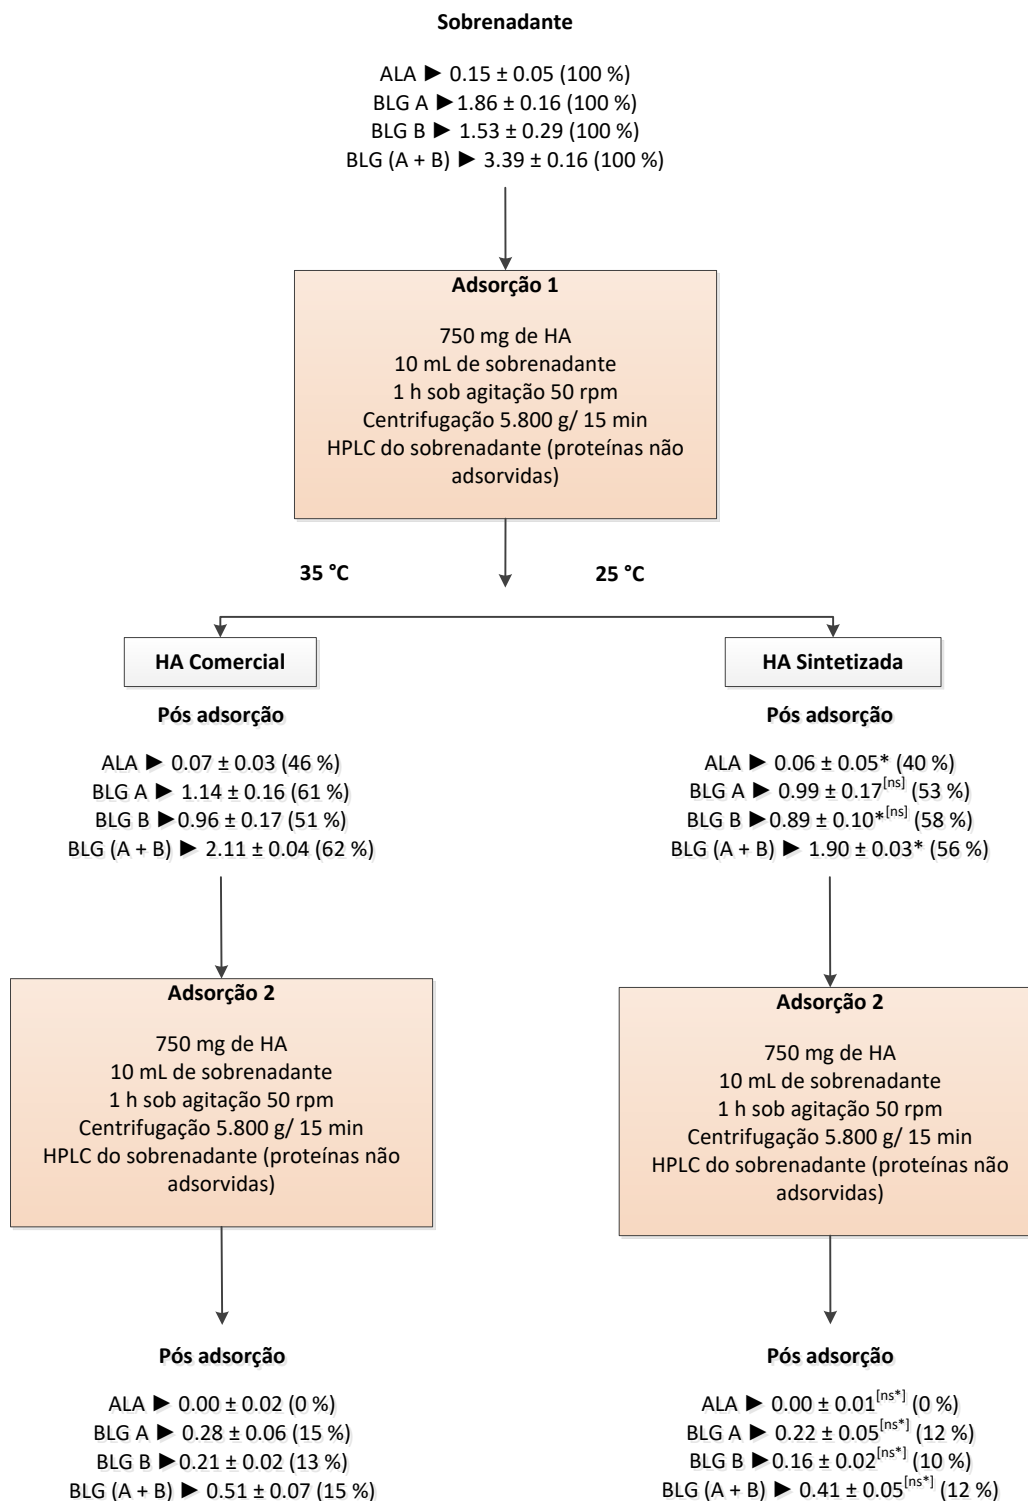 Sobrenadante
ALA ► 0.15 ± 0.05 (100 %)
BLG A ►1.86 ± 0.16 (100 %)
BLG B ► 1.53 ± 0.29 (100 %)
BLG (A + B) ► 3.39 ± 0.16 (100 %)
Adsorção 1
750 mg de HA
10 mL de sobrenadante
1 h sob agitação 50 rpm
Centrifugação 5.800 g/ 15 min
HPLC do sobrenadante (proteínas não
adsorvidas)
35 °C
25 °C
HA Comercial
Pós adsorção
ALA ► 0.07 ± 0.03 (46 %)
BLG A ► 1.14 ± 0.16 (61 %)
BLG B ►0.96 ± 0.17 (51 %)
BLG (A + B) ► 2.11 ± 0.04 (62 %)
Adsorção 2
750 mg de HA
10 mL de sobrenadante
1 h sob agitação 50 rpm
Centrifugação 5.800 g/ 15 min
HPLC do sobrenadante (proteínas não
adsorvidas)
Pós adsorção
ALA ► 0.00 ± 0.02 (0 %)
BLG A ► 0.28 ± 0.06 (15 %)
BLG B ►0.21 ± 0.02 (13 %)
BLG (A + B) ► 0.51 ± 0.07 (15 %)
HA Sintetizada
Pós adsorção
ALA ► 0.06 ± 0.05* (40 %)
BLG A ► 0.99 ± 0.17[ns] (53 %)
BLG B ►0.89 ± 0.10*[ns] (58 %)
BLG (A + B) ► 1.90 ± 0.03* (56 %)
Adsorção 2
750 mg de HA
10 mL de sobrenadante
1 h sob agitação 50 rpm
Centrifugação 5.800 g/ 15 min
HPLC do sobrenadante (proteínas não
adsorvidas)
Pós adsorção
ALA ► 0.00 ± 0.01[ns*] (0 %)
BLG A ► 0.22 ± 0.05[ns*] (12 %)
BLG B ► 0.16 ± 0.02[ns*] (10 %)
BLG (A + B) ► 0.41 ± 0.05[ns*] (12 %)